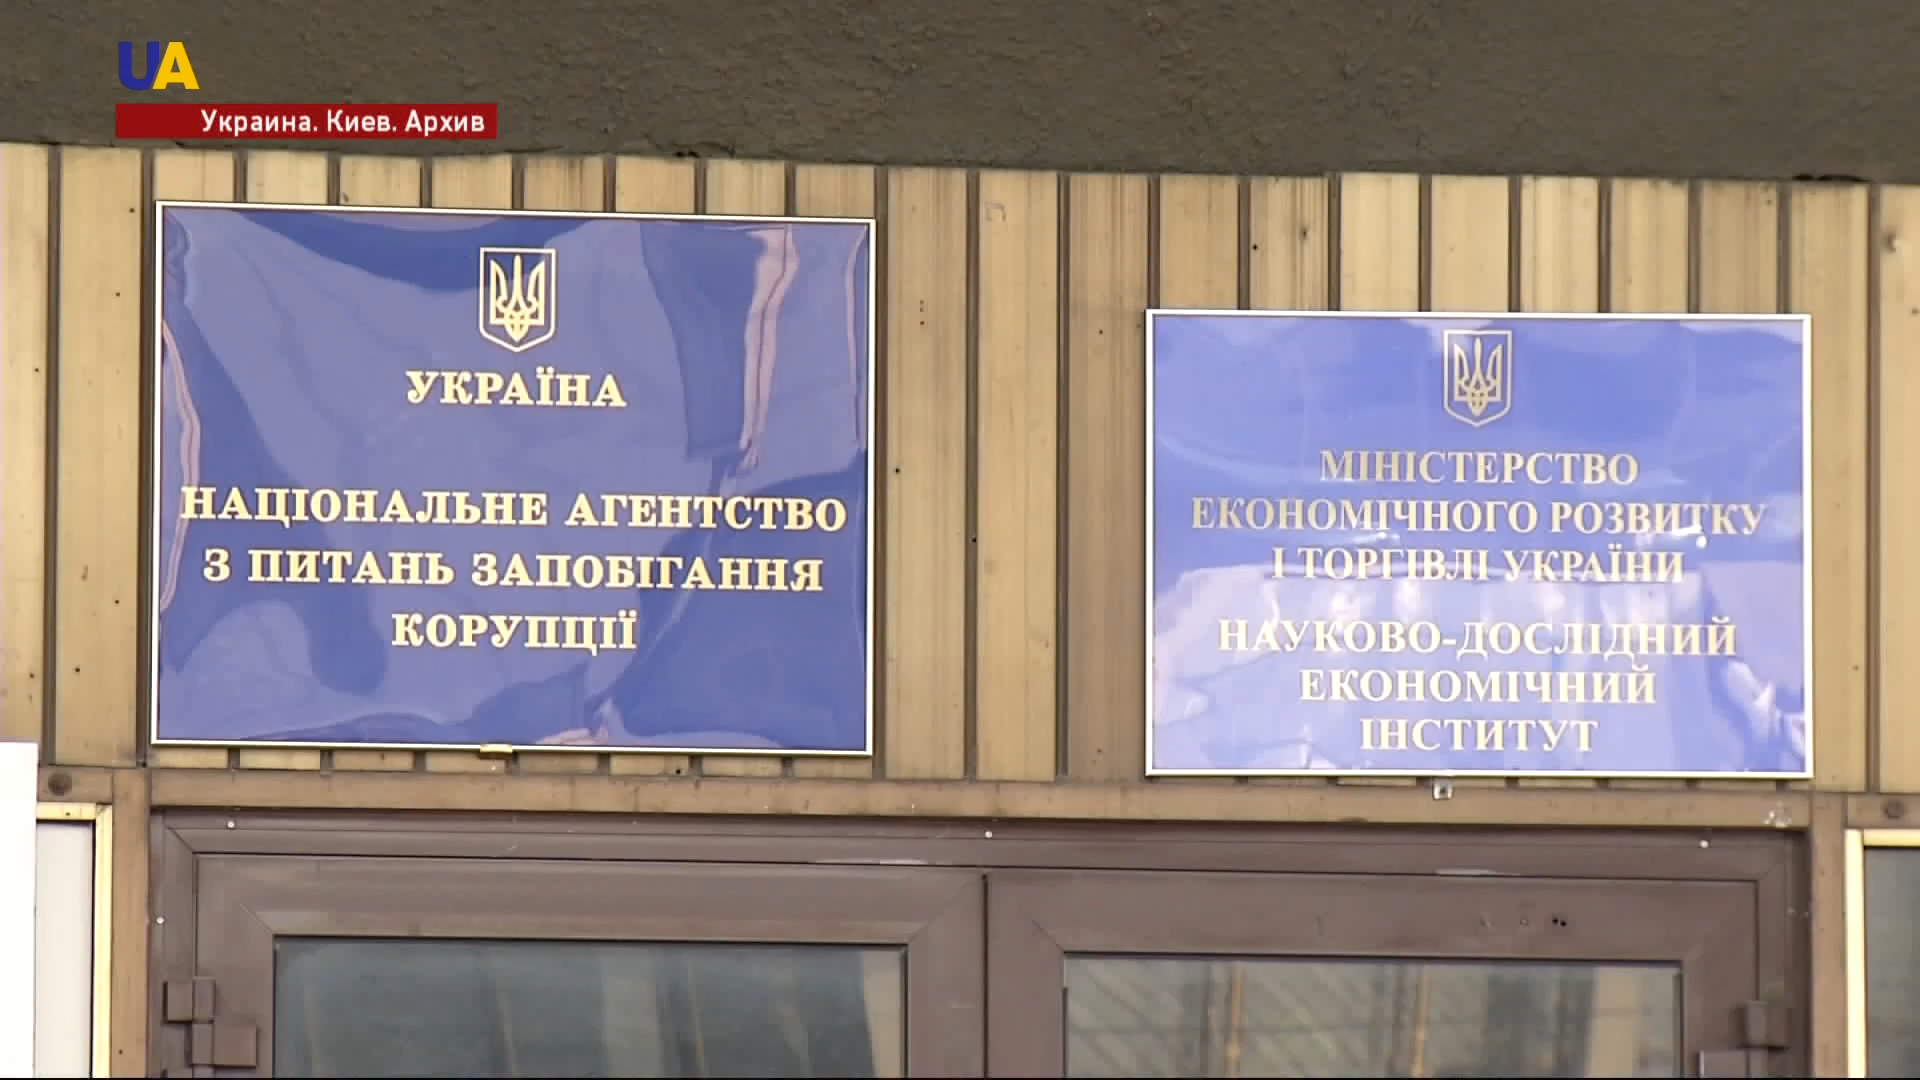 UA
Украина. Киев. Архив
УКРАЇНА
НАЦІОНАЛЬНЕ АГЕНТСТВО
З ПИТАНЬ ЗАПОБІГАННЯ
КОРУПЦІЇ
МІНІСТЕРСТВО
ЕКОНОМІЧНОГО РОЗВИТКУ
І ТОРГІВЛІ УКРАЇНИ
НАУКОВО-ДОСЛІДНИЙ
ЕКОНОМІЧНИЙ
ІНСТИТУТ